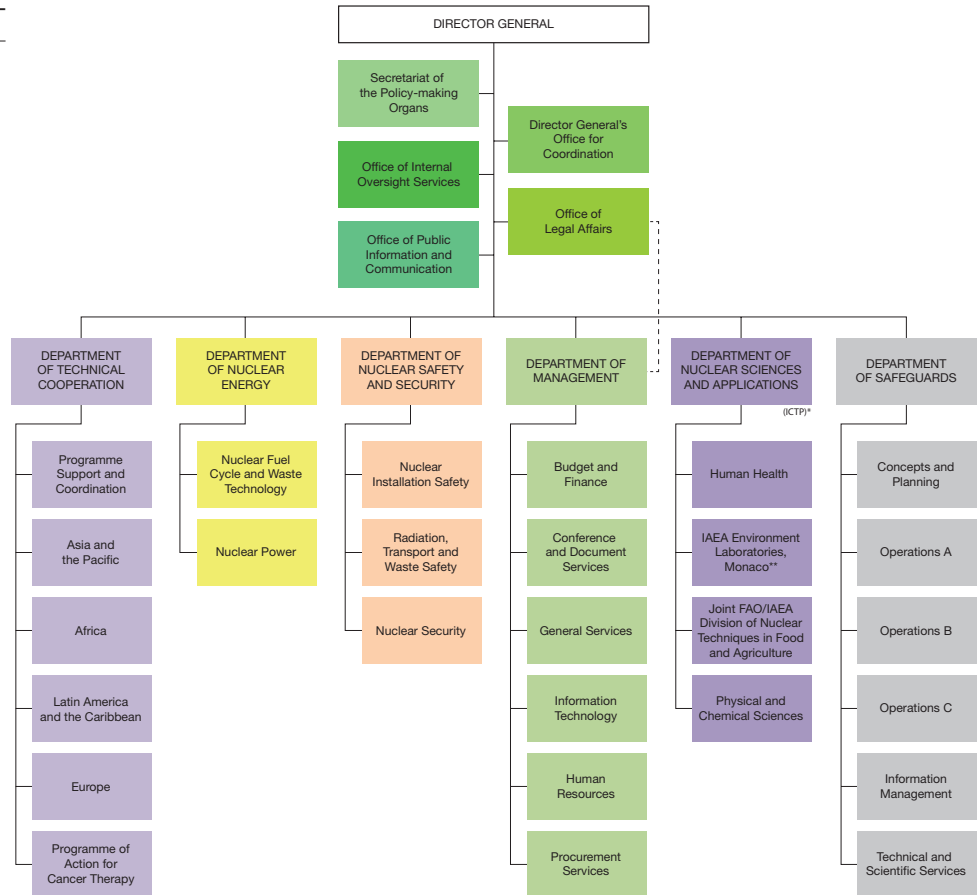 DIRECTOR GENERAL
Secretariat of
the Policy-making
Organs
Director General's
Office for
Coordination
Office of Internal
Oversight Services
Office of
Legal Affairs
Office of Public
Information and
Communication
DEPARTMENT
OF TECHNICAL
COOPERATION
DEPARTMENT
OF NUCLEAR
ENERGY
DEPARTMENT OF
NUCLEAR SAFETY
AND SECURITY
DEPARTMENT OF
MANAGEMENT
DEPARTMENT OF
NUCLEAR SCIENCES
AND APPLICATIONS
(ICTP)*
DEPARTMENT
OF SAFEGUARDS
Programme
Support and
Coordination
Asia and
the Pacific
Africa
Latin America
and the Caribbean
Europe
Programme of
Action for
Cancer Therapy
Nuclear Fuel
Cycle and Waste
Technology
Nuclear Power
Nuclear
Installation Safety
Radiation,
Transport and
Waste Safety
Nuclear Security
Budget and
Finance
Conference
and Document
Services
General Services
Information
Technology
Human
Resources
Procurement
Services
Human Health
IAEA Environment
Laboratories,
Monaco**
Joint FAO/IAEA
Division of Nuclear
Techniques in Food
and Agriculture
Physical and
Chemical Sciences
Concepts and
Planning
Operations A
Operations B
Operations C
Information
Management
Technical and
Scientific Services